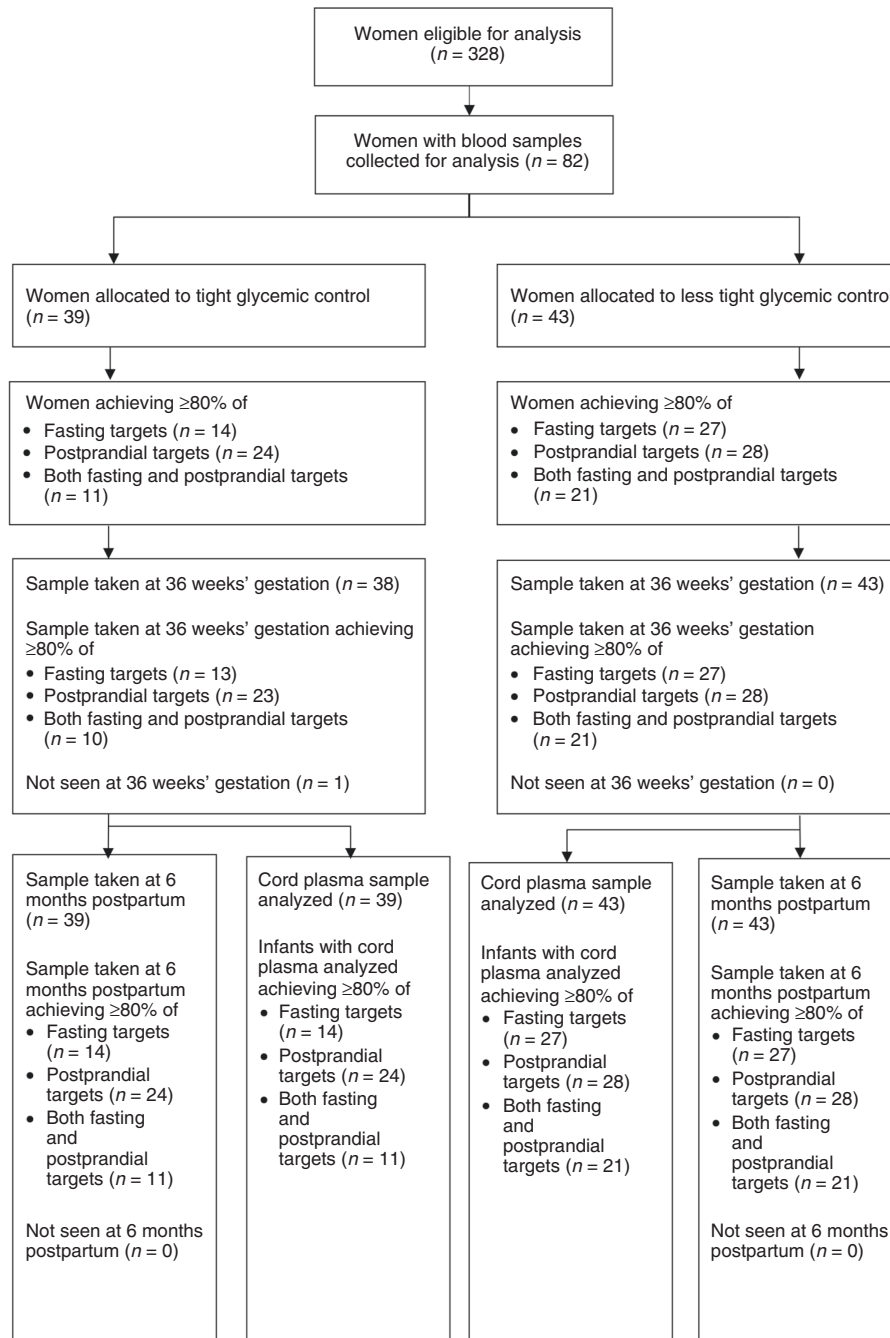 Women eligible for analysis
(n = 328)
Women with blood samples
collected for analysis (n = 82)
Women allocated to tight glycemic control
(n = 39)
Women allocated to less tight glycemic control
(n = 43)
Women achieving ≥80% of
• Fasting targets (n = 14)
• Postprandial targets (n = 24)
• Both fasting and postprandial targets
(n = 11)
Women achieving ≥80% of
• Fasting targets (n = 27)
• Postprandial targets (n = 28)
• Both fasting and postprandial targets
(n = 21)
Sample taken at 36 weeks’ gestation (n = 38)
Sample taken at 36 weeks’ gestation achieving
≥80% of
• Fasting targets (n = 13)
• Postprandial targets (n = 23)
• Both fasting and postprandial targets
(n = 10)
Not seen at 36 weeks’ gestation (n = 1)
Sample taken at 36 weeks’ gestation (n = 43)
Sample taken at 36 weeks’ gestation
achieving ≥80% of
• Fasting targets (n = 27)
• Postprandial targets (n = 28)
• Both fasting and postprandial targets
(n = 21)
Not seen at 36 weeks’ gestation (n = 0)
Sample taken at 6
months postpartum
(n = 39)
Sample taken at 6
months postpartum
achieving ≥80% of
• Fasting targets
(n = 14)
• Postprandial
targets (n = 24)
• Both fasting
and
postprandial
targets (n = 11)
Not seen at 6 months
postpartum (n = 0)
Cord plasma sample
analyzed (n = 39)
Infants with cord
plasma analyzed
achieving ≥80% of
• Fasting targets
(n = 14)
• Postprandial
targets (n = 24)
• Both fasting
and
postprandial
targets (n = 11)
Cord plasma sample
analyzed (n = 43)
Infants with cord
plasma analyzed
achieving ≥80% of
• Fasting targets
(n = 27)
• Postprandial
targets (n = 28)
• Both fasting
and
postprandial
targets (n = 21)
Sample taken at 6
months postpartum
(n = 43)
Sample taken at 6
months postpartum
achieving ≥80% of
• Fasting targets
(n = 27)
• Postprandial
targets (n = 28)
• Both fasting
and
postprandial
targets (n = 21)
Not seen at 6 months
postpartum (n = 0)